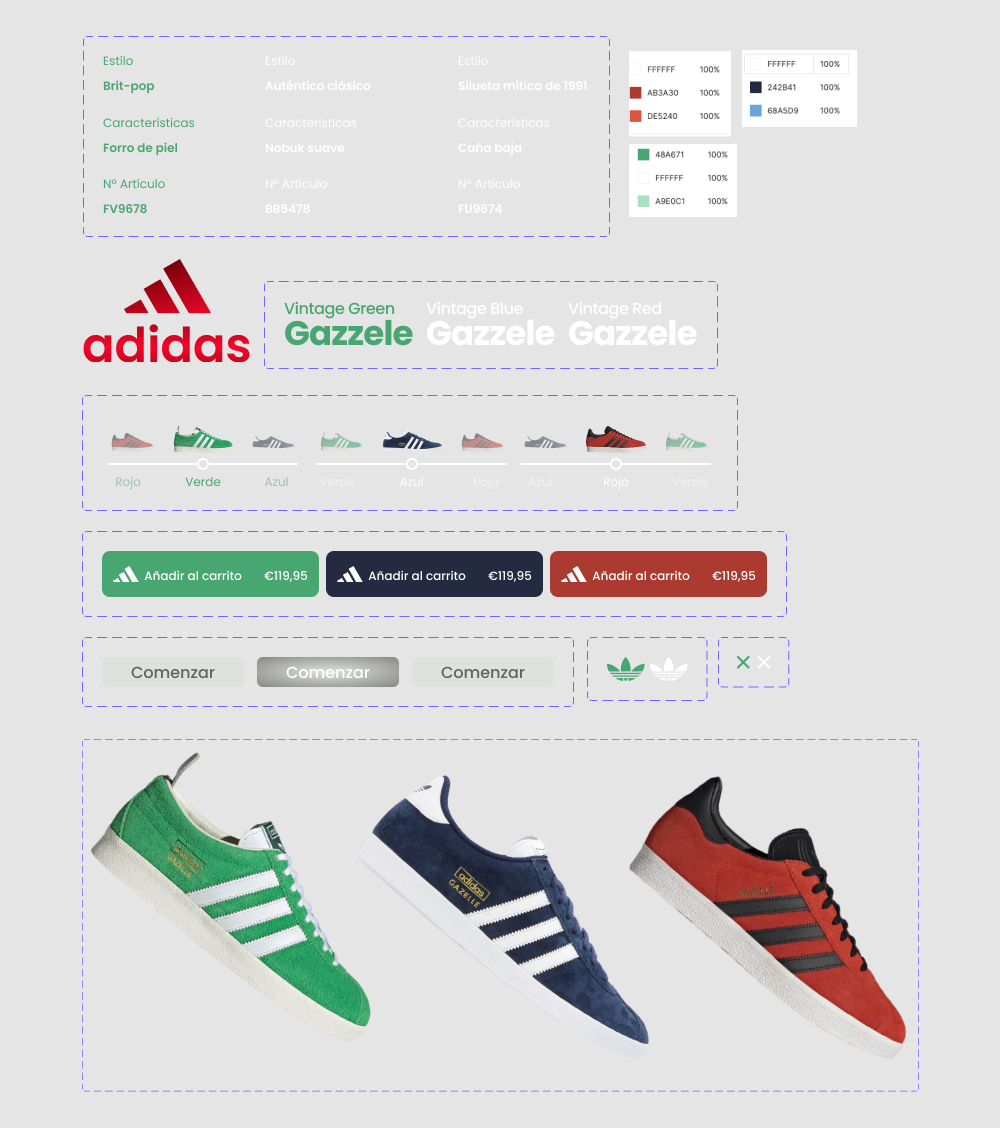 Estilo
Brit-pop
Características
Forro de piel
Nº Artículo
FV9678
Estilo
Auténtico clásico
Características
Nobuk suave
Nº Artículo
BB5478
Estilo
Silueta mítica de 1991
Características
Caña baja
Nº Artículo
FU9674
FFFFFF 100%
AB3A30 100%
DE5240 100%
FFFFFF 100%
242B41 100%
68A5D9 100%
48A671 100%
FFFFFF 100%
A9E0C1 100%
adidas
Vintage Green
Gazzele
Vintage Blue
Gazzele
Vintage Red
Gazzele
Rojo Verde Azul
Verde Azul Rojo
Azul Rojo Verde
Añadir al carrito €119,95
Añadir al carrito €119,95
Añadir al carrito €119,95
Comenzar
Comenzar
Comenzar
adidas
GAZELLE
adidas
GAZELLE
GAZELLE